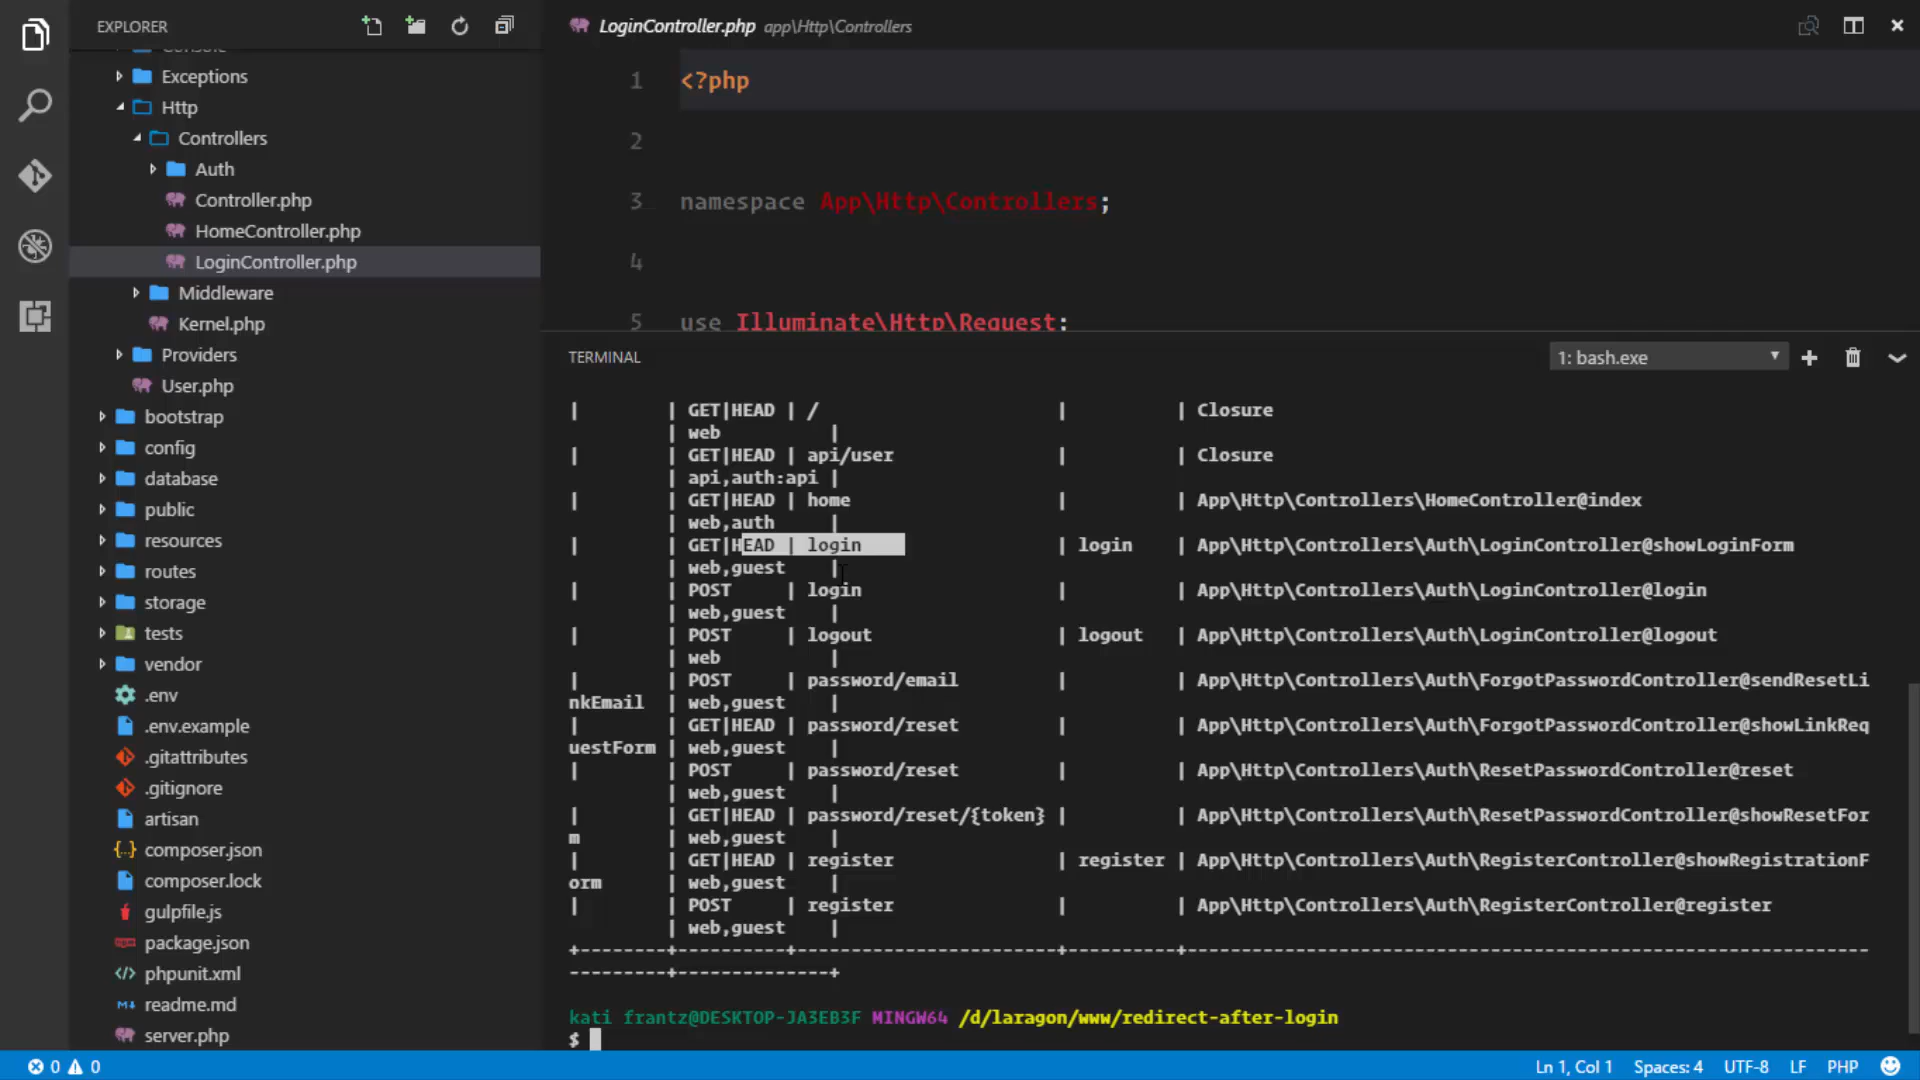 EXPLORER
Console
Exceptions
Http
Controllers
Auth
Controller.php
HomeController.php
LoginController.php
Middleware
Kernel.php
Providers
User.php
bootstrap
config
database
public
resources
routes
storage
tests
vendor
.env
.env.example
.gitattributes
.gitignore
artisan
composer.json
composer.lock
gulpfile.js
package.json
phpunit.xml
readme.md
server.php
LoginController.php app\Http\Controllers
1 <?php
2
3 namespace App\Http\Controllers;
4
5 use Illuminate\Http\Request;
TERMINAL
1: bash.exe
| | GET|HEAD | / | | Closure
| web |
| | GET|HEAD | api/user | | Closure
| api,auth:api |
| | GET|HEAD | home | | App\Http\Controllers\HomeController@index
| web,auth |
| | GET|HEAD | login | login | App\Http\Controllers\Auth\LoginController@showLoginForm
| web,guest |
| | POST | login | | App\Http\Controllers\Auth\LoginController@login
| web,guest |
| | POST | logout | logout | App\Http\Controllers\Auth\LoginController@logout
| web |
| | POST | password/email | | App\Http\Controllers\Auth\ForgotPasswordController@sendResetLi
nkEmail | web,guest |
| | GET|HEAD | password/reset | | App\Http\Controllers\Auth\ForgotPasswordController@showLinkReq
uestForm | web,guest |
| | POST | password/reset | | App\Http\Controllers\Auth\ResetPasswordController@reset
| web,guest |
| | GET|HEAD | password/reset/{token} | | App\Http\Controllers\Auth\ResetPasswordController@showResetFor
m | web,guest |
| | GET|HEAD | register | register | App\Http\Controllers\Auth\RegisterController@showRegistrationF
orm | web,guest |
| | POST | register | | App\Http\Controllers\Auth\RegisterController@register
| web,guest |
+--------+----------+------------------------+----------+---------------------------------------------------------------
---------+--------------+
kati frantz@DESKTOP-JA3EB3F MINGW64 /d/laragon/www/redirect-after-login
$
0 0 Ln 1, Col 1 Spaces: 4 UTF-8 LF PHP